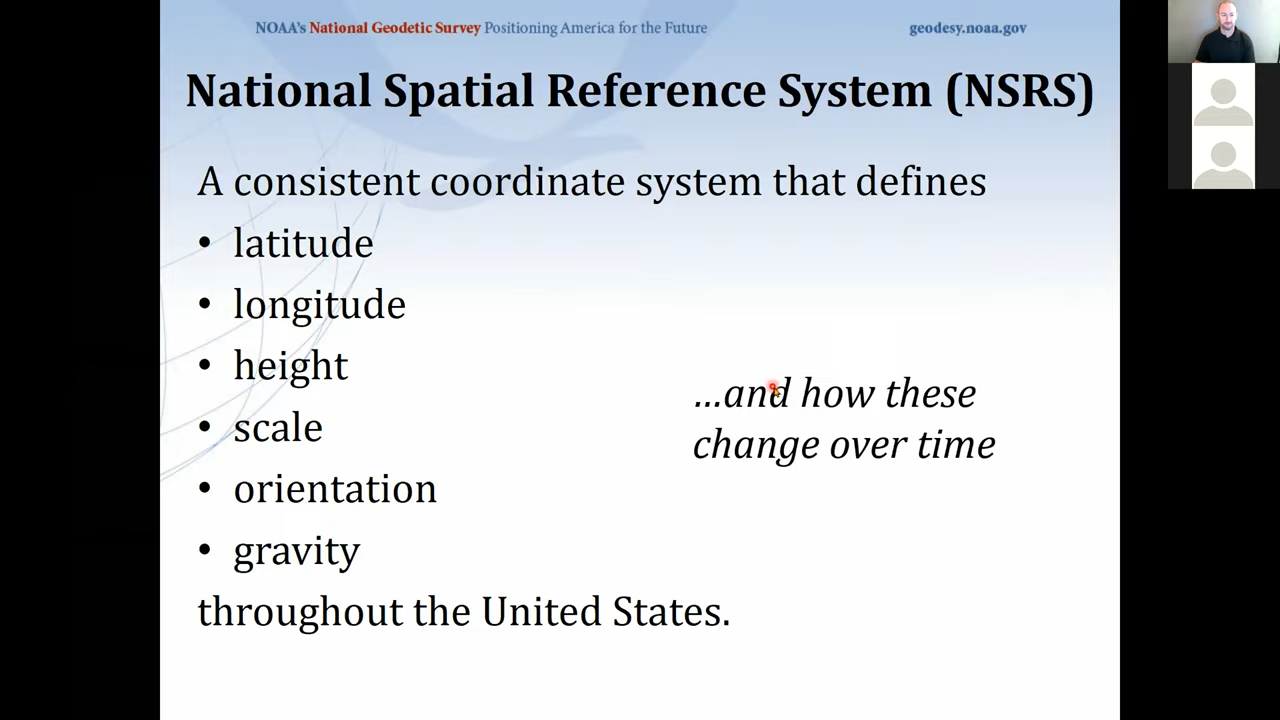 NOAA's National Geodetic Survey Positioning America for the Future geodesy.noaa.gov
National Spatial Reference System (NSRS)
A consistent coordinate system that defines
• latitude
• longitude
• height
• scale
• orientation
• gravity
...and how these
change over time
throughout the United States.